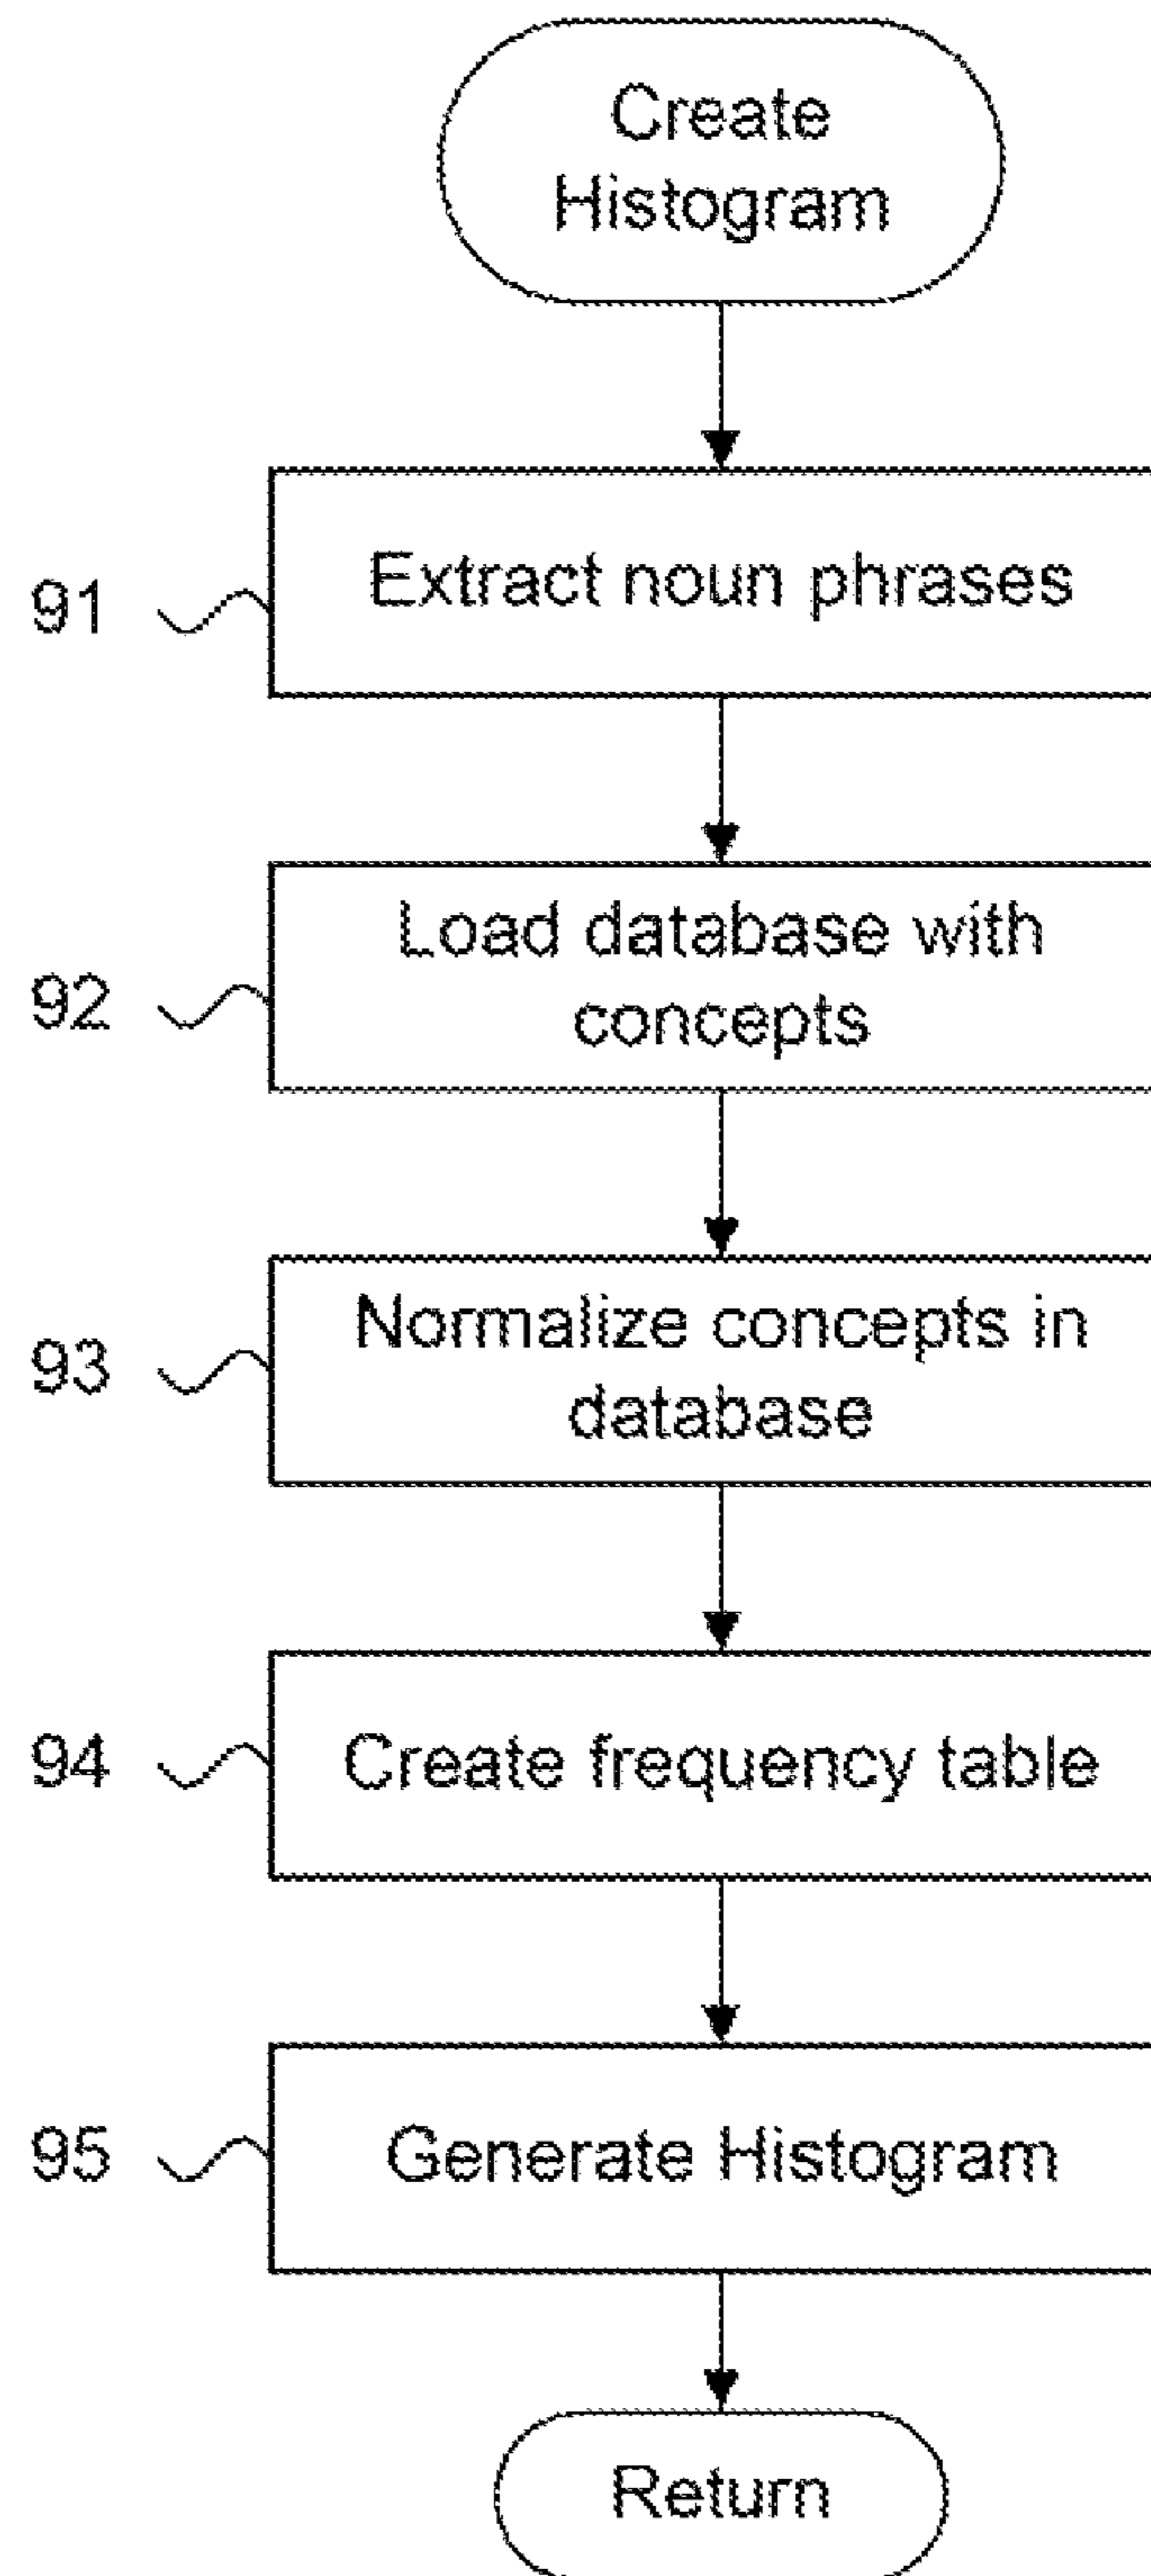 Create
Histogram
91
Extract noun phrases
92
Load database with
concepts
93
Normalize concepts in
database
94
Create frequency table
95
Generate Histogram
Return